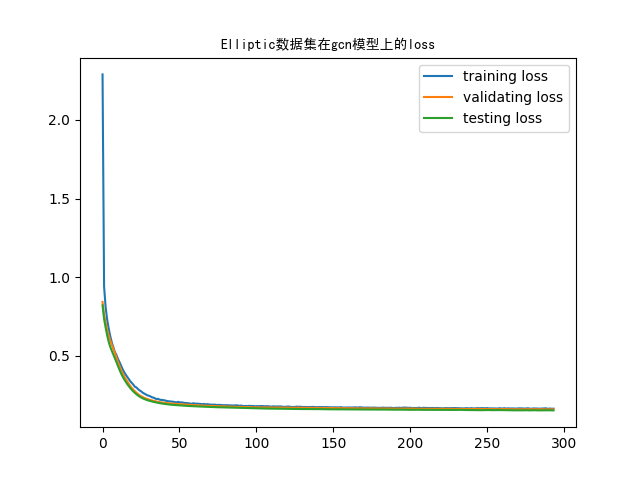 Elliptic数据集在gcn模型上的loss
training loss
validating loss
testing loss
2.0
1.5
1.0
0.5
0 50 100 150 200 250 300